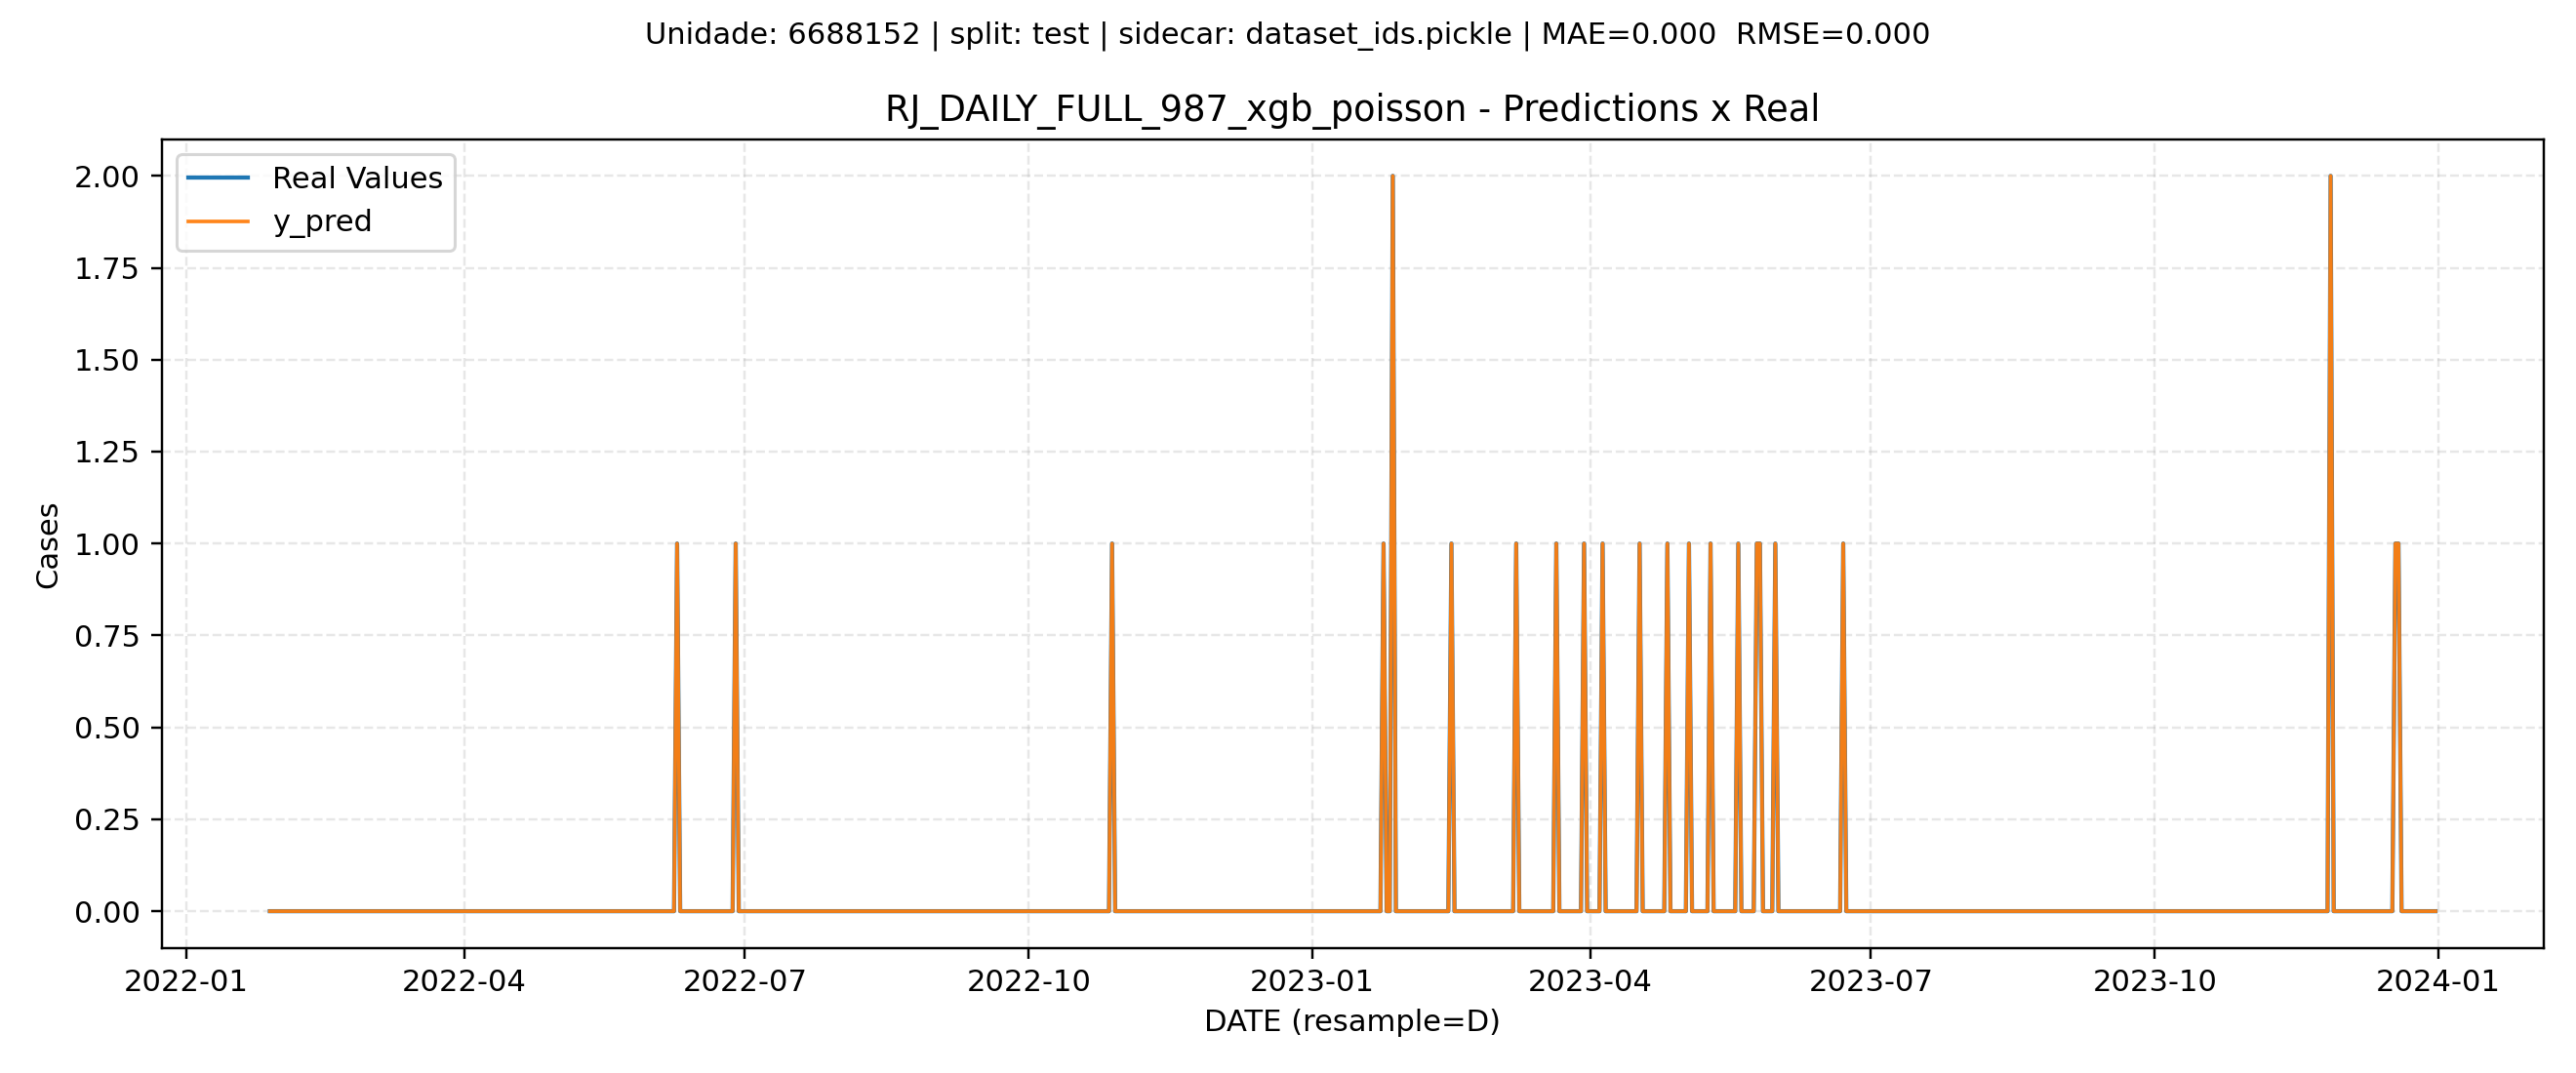 Unidade: 6688152 | split: test | sidecar: dataset_ids.pickle | MAE=0.000  RMSE=0.000
RJ_DAILY_FULL_987_xgb_poisson - Predictions x Real
Real Values
y_pred
2.00
1.75
1.50
1.25
1.00
0.75
0.50
0.25
0.00
Cases
2022-01 2022-04 2022-07 2022-10 2023-01 2023-04 2023-07 2023-10 2024-01
DATE (resample=D)